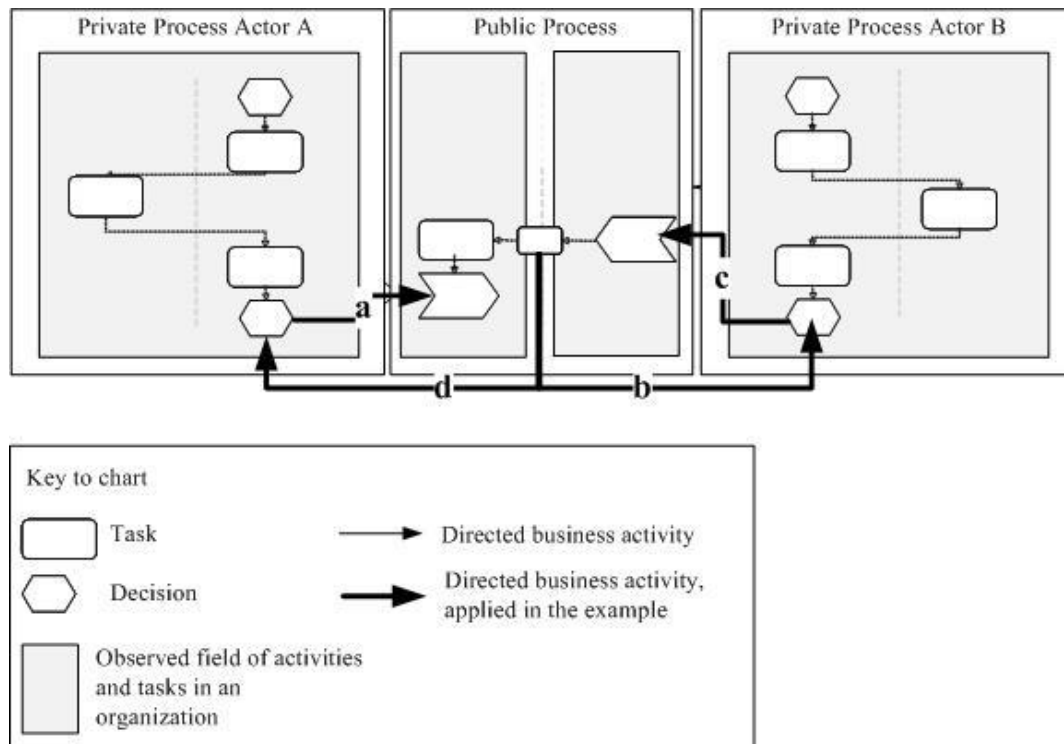 Private Process Actor A
Public Process
Private Process Actor B
a
c
d
b
Key to chart
Task
Directed business activity
Decision
Directed business activity,
applied in the example
Observed field of activities
and tasks in an
organization